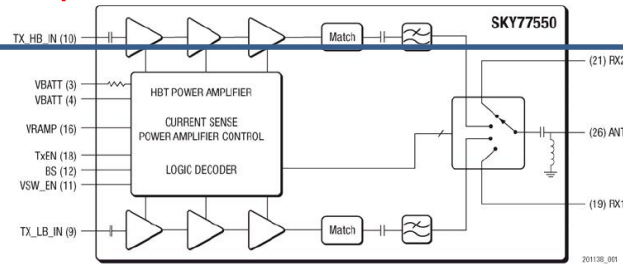 SKY77550
TX_HB_IN (10)
Match
(21) RX2
VBATT (3)
VBATT (4)
HBT POWER AMPLIFIER
VRAMP (16)
CURRENT SENSE
POWER AMPLIFIER CONTROL
(26) ANT
TxEN (18)
BS (12)
VSW_EN (11)
LOGIC DECODER
(19) RX1
TX_LB_IN (9)
Match
201138_001